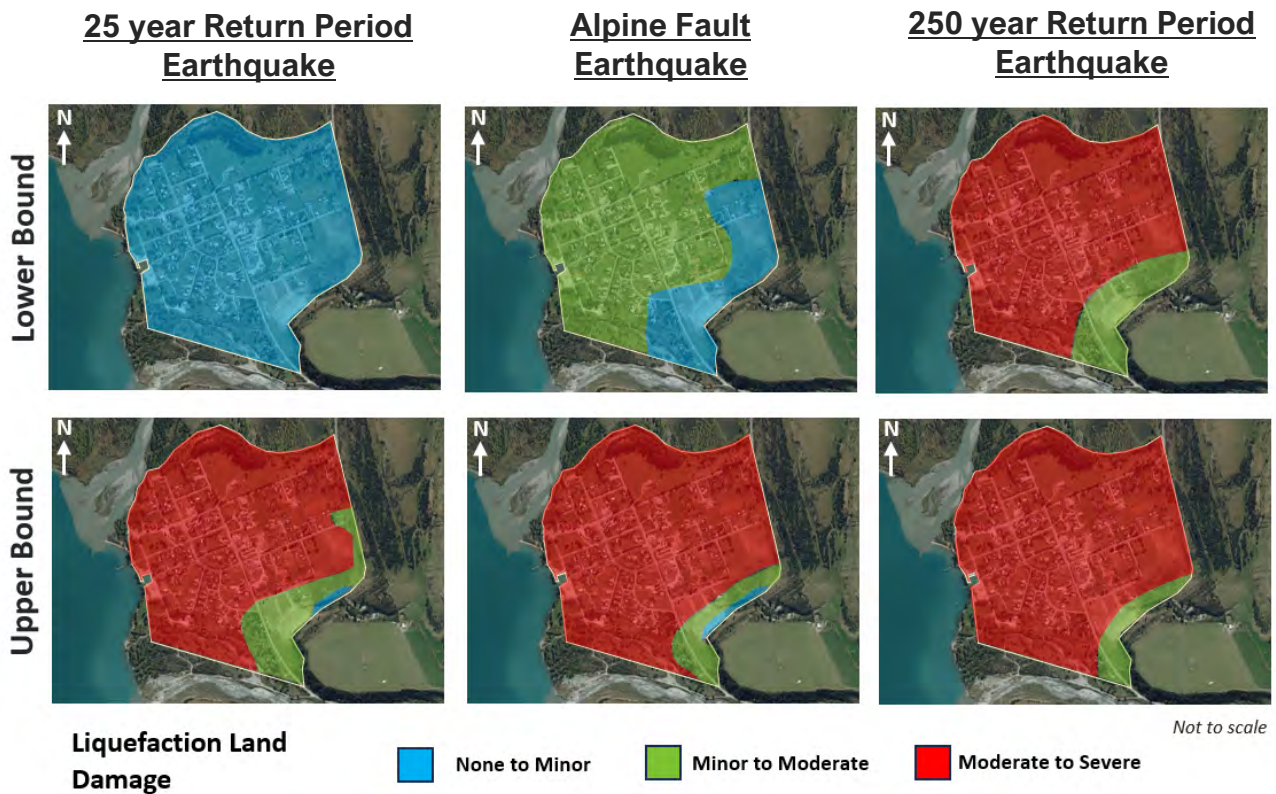 25 year Return Period
Earthquake
Alpine Fault
Earthquake
250 year Return Period
Earthquake
Lower Bound
N
N
N
Upper Bound
N
N
N
Not to scale
Liquefaction Land
Damage
None to Minor
Minor to Moderate
Moderate to Severe